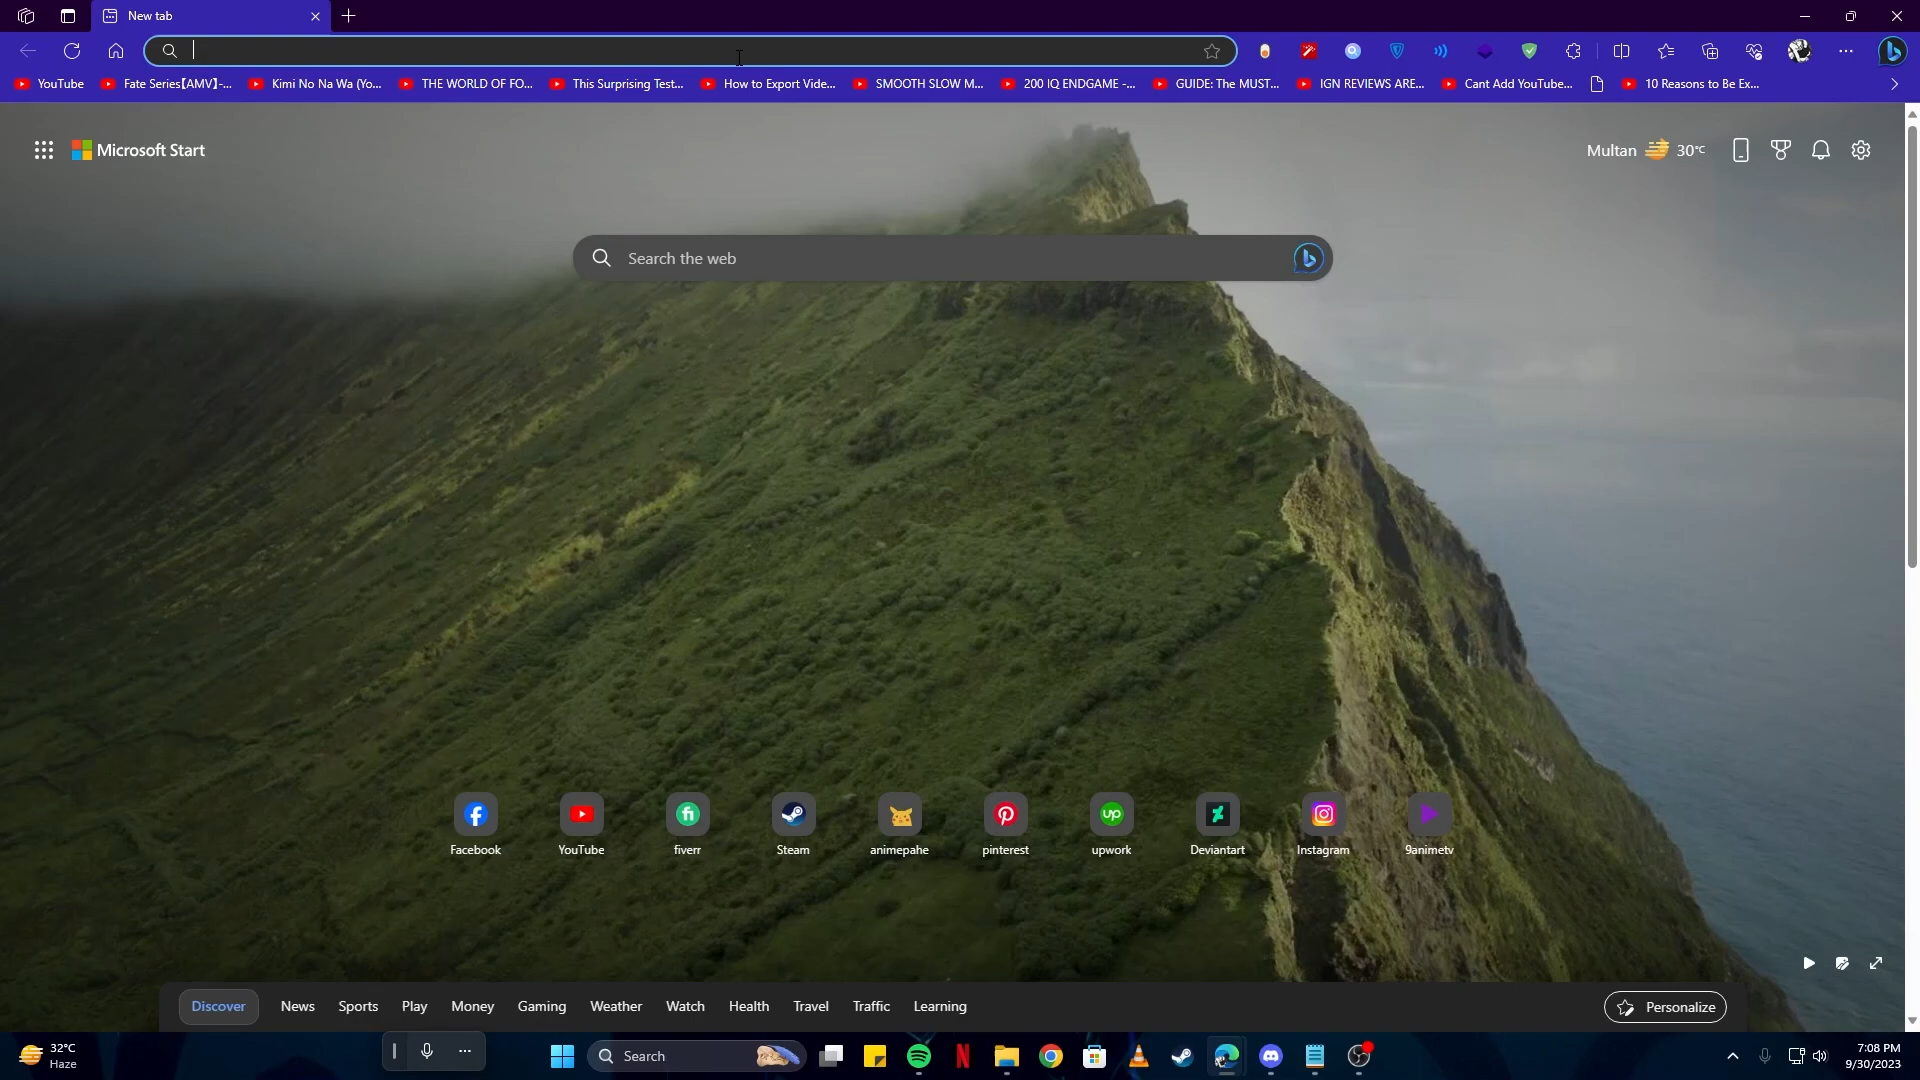 New tab
YouTube
Fate Series【AMV】-...
Kimi No Na Wa (Yo...
THE WORLD OF FO...
This Surprising Test...
How to Export Vide...
SMOOTH SLOW M...
200 IQ ENDGAME -...
GUIDE: The MUST...
IGN REVIEWS ARE...
Cant Add YouTube...
10 Reasons to Be Ex...
Microsoft Start
Multan 30°C
Search the web
Facebook
YouTube
fiverr
Steam
animepahe
pinterest
upwork
Deviantart
Instagram
9animetv
Discover
News
Sports
Play
Money
Gaming
Weather
Watch
Health
Travel
Traffic
Learning
Personalize
32°C
Haze
Search
7:08 PM
9/30/2023